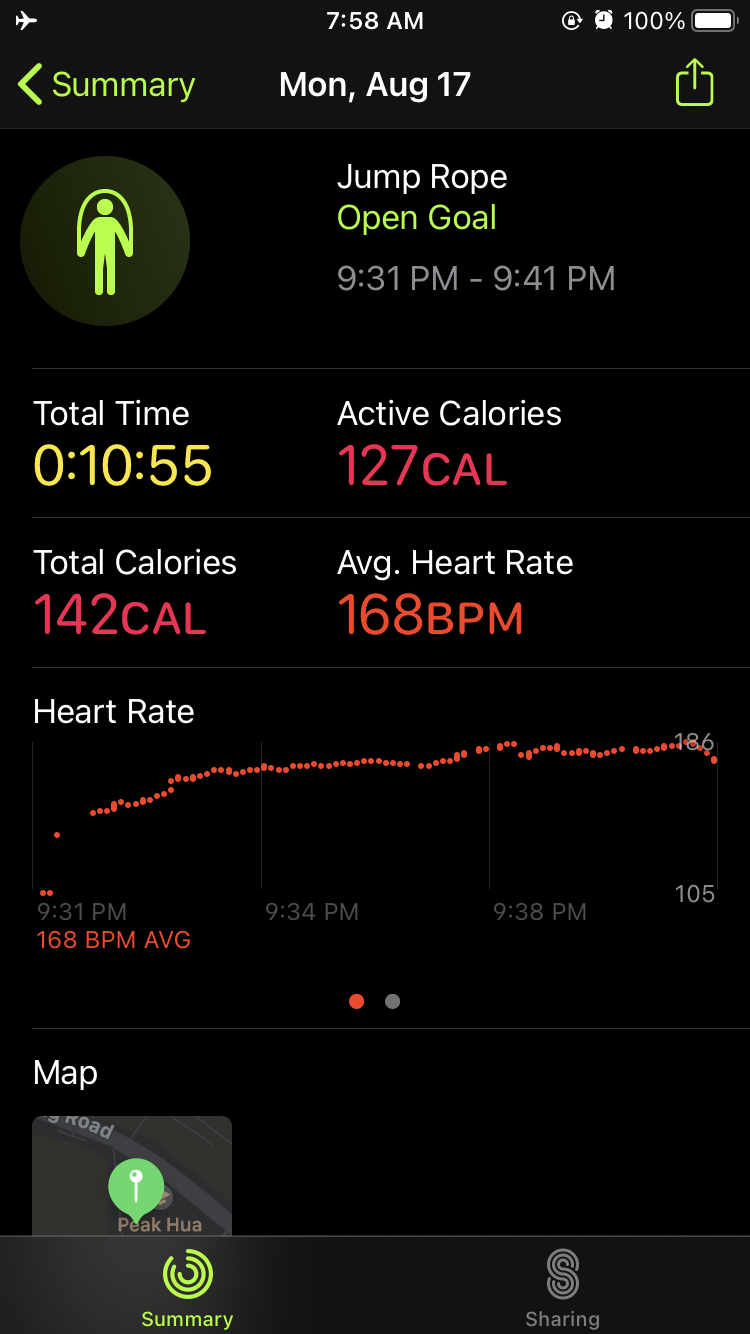 7:58 AM
100%
Summary
Mon, Aug 17
Jump Rope
Open Goal
9:31 PM - 9:41 PM
Total Time
Active Calories
0:10:55
127CAL
Total Calories
Avg. Heart Rate
142CAL
168BPM
Heart Rate
186
105
9:31 PM
9:34 PM
9:38 PM
168 BPM AVG
Map
Road
Peak Hua
Summary
Sharing